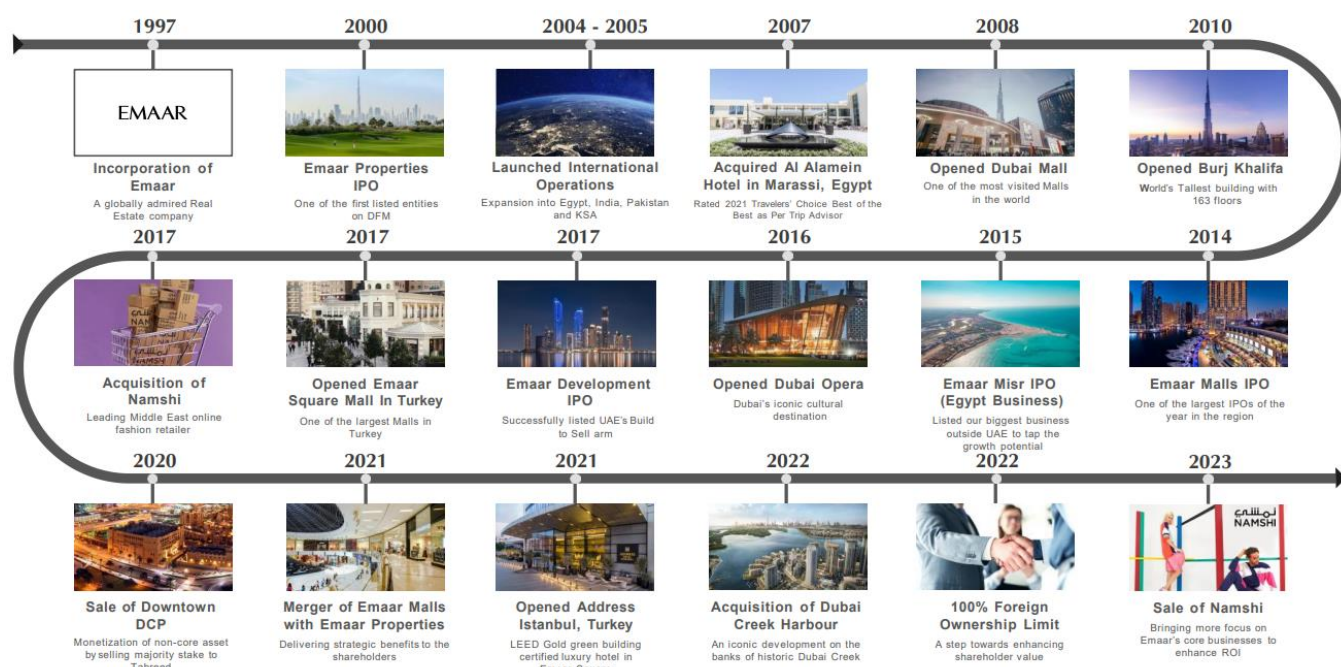 1997
EMAAR
Incorporation of
Emaar
A globally admired Real
Estate company
2000
Emaar Properties
IPO
One of the first listed entities
on DFM
2004 - 2005
Launched International
Operations
Expansion into Egypt, India, Pakistan
and KSA
2007
Acquired Al Alamein
Hotel in Marassi, Egypt
Rated 2021 Travelers' Choice Best of the
Best as Per Trip Advisor
2008
Opened Dubai Mall
One of the most visited Malls
in the world
2010
Opened Burj Khalifa
World's Tallest building with
163 floors
2017
NAMSHI
Acquisition of
Namshi
Leading Middle East online
fashion retailer
2017
Opened Emaar
Square Mall In Turkey
One of the largest Malls in
Turkey
2017
Emaar Development
IPO
Successfully listed UAE's Build
to Sell arm
2016
Opened Dubai Opera
Dubai's iconic cultural
destination
2015
Emaar Misr IPO
(Egypt Business)
Listed our biggest business
outside UAE to tap the
growth potential
2014
Emaar Malls IPO
One of the largest IPOs of the
year in the region
2020
Sale of Downtown
DCP
Monetization of non-core asset
by selling majority stake to
2021
Merger of Emaar Malls
with Emaar Properties
Delivering strategic benefits to the
shareholders
2021
Opened Address
Istanbul, Turkey
LEED Gold green building
certified luxury hotel in
2022
Acquisition of Dubai
Creek Harbour
An iconic development on the
banks of historic Dubai Creek
2022
100% Foreign
Ownership Limit
A step towards enhancing
shareholder value
2023
نمشي
NAMSHI
Sale of Namshi
Bringing more focus on
Emaar's core businesses to
enhance ROI